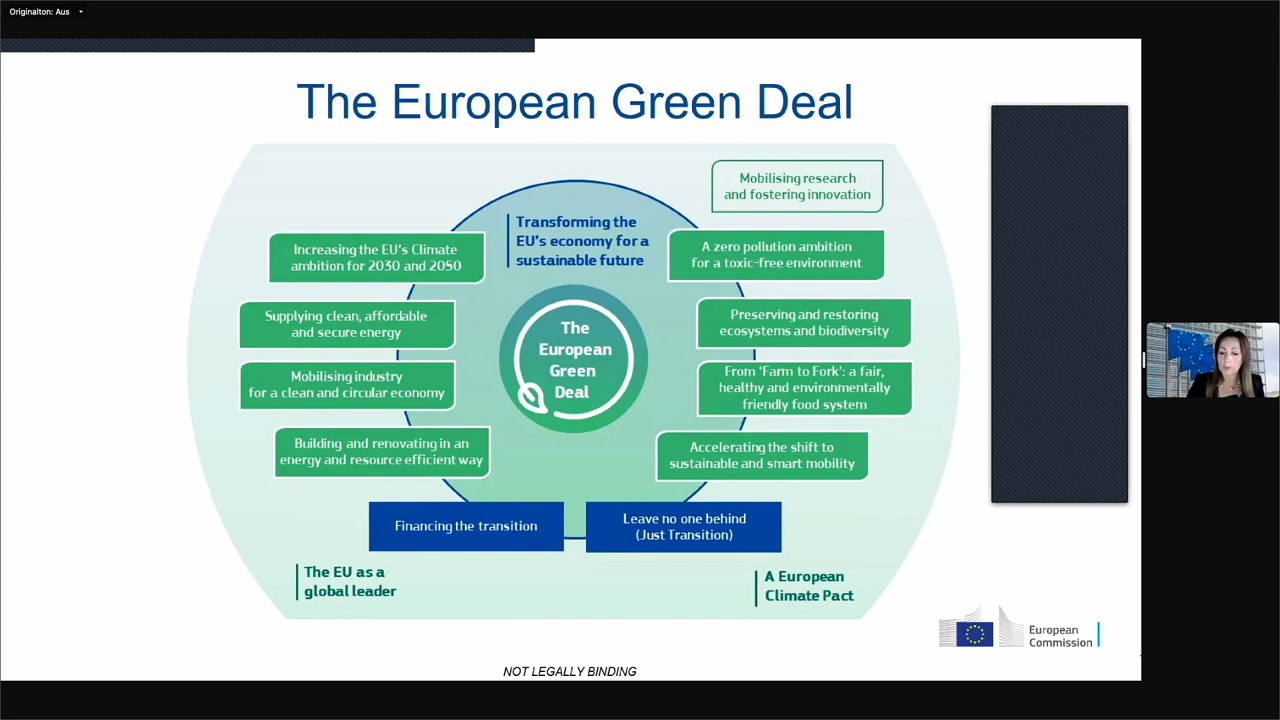 Originalton: Aus
The European Green Deal
Mobilising research
and fostering innovation
Transforming the
EU's economy for a
sustainable future
Increasing the EU's Climate
ambition for 2030 and 2050
A zero pollution ambition
for a toxic-free environment
Supplying clean, affordable
and secure energy
Preserving and restoring
ecosystems and biodiversity
The
European
Green
Deal
Mobilising industry
for a clean and circular economy
From 'Farm to Fork': a fair,
healthy and environmentally
friendly food system
Building and renovating in an
energy and resource efficient way
Accelerating the shift to
sustainable and smart mobility
Financing the transition
Leave no one behind
(Just Transition)
The EU as a
global leader
A European
Climate Pact
European
Commission
NOT LEGALLY BINDING